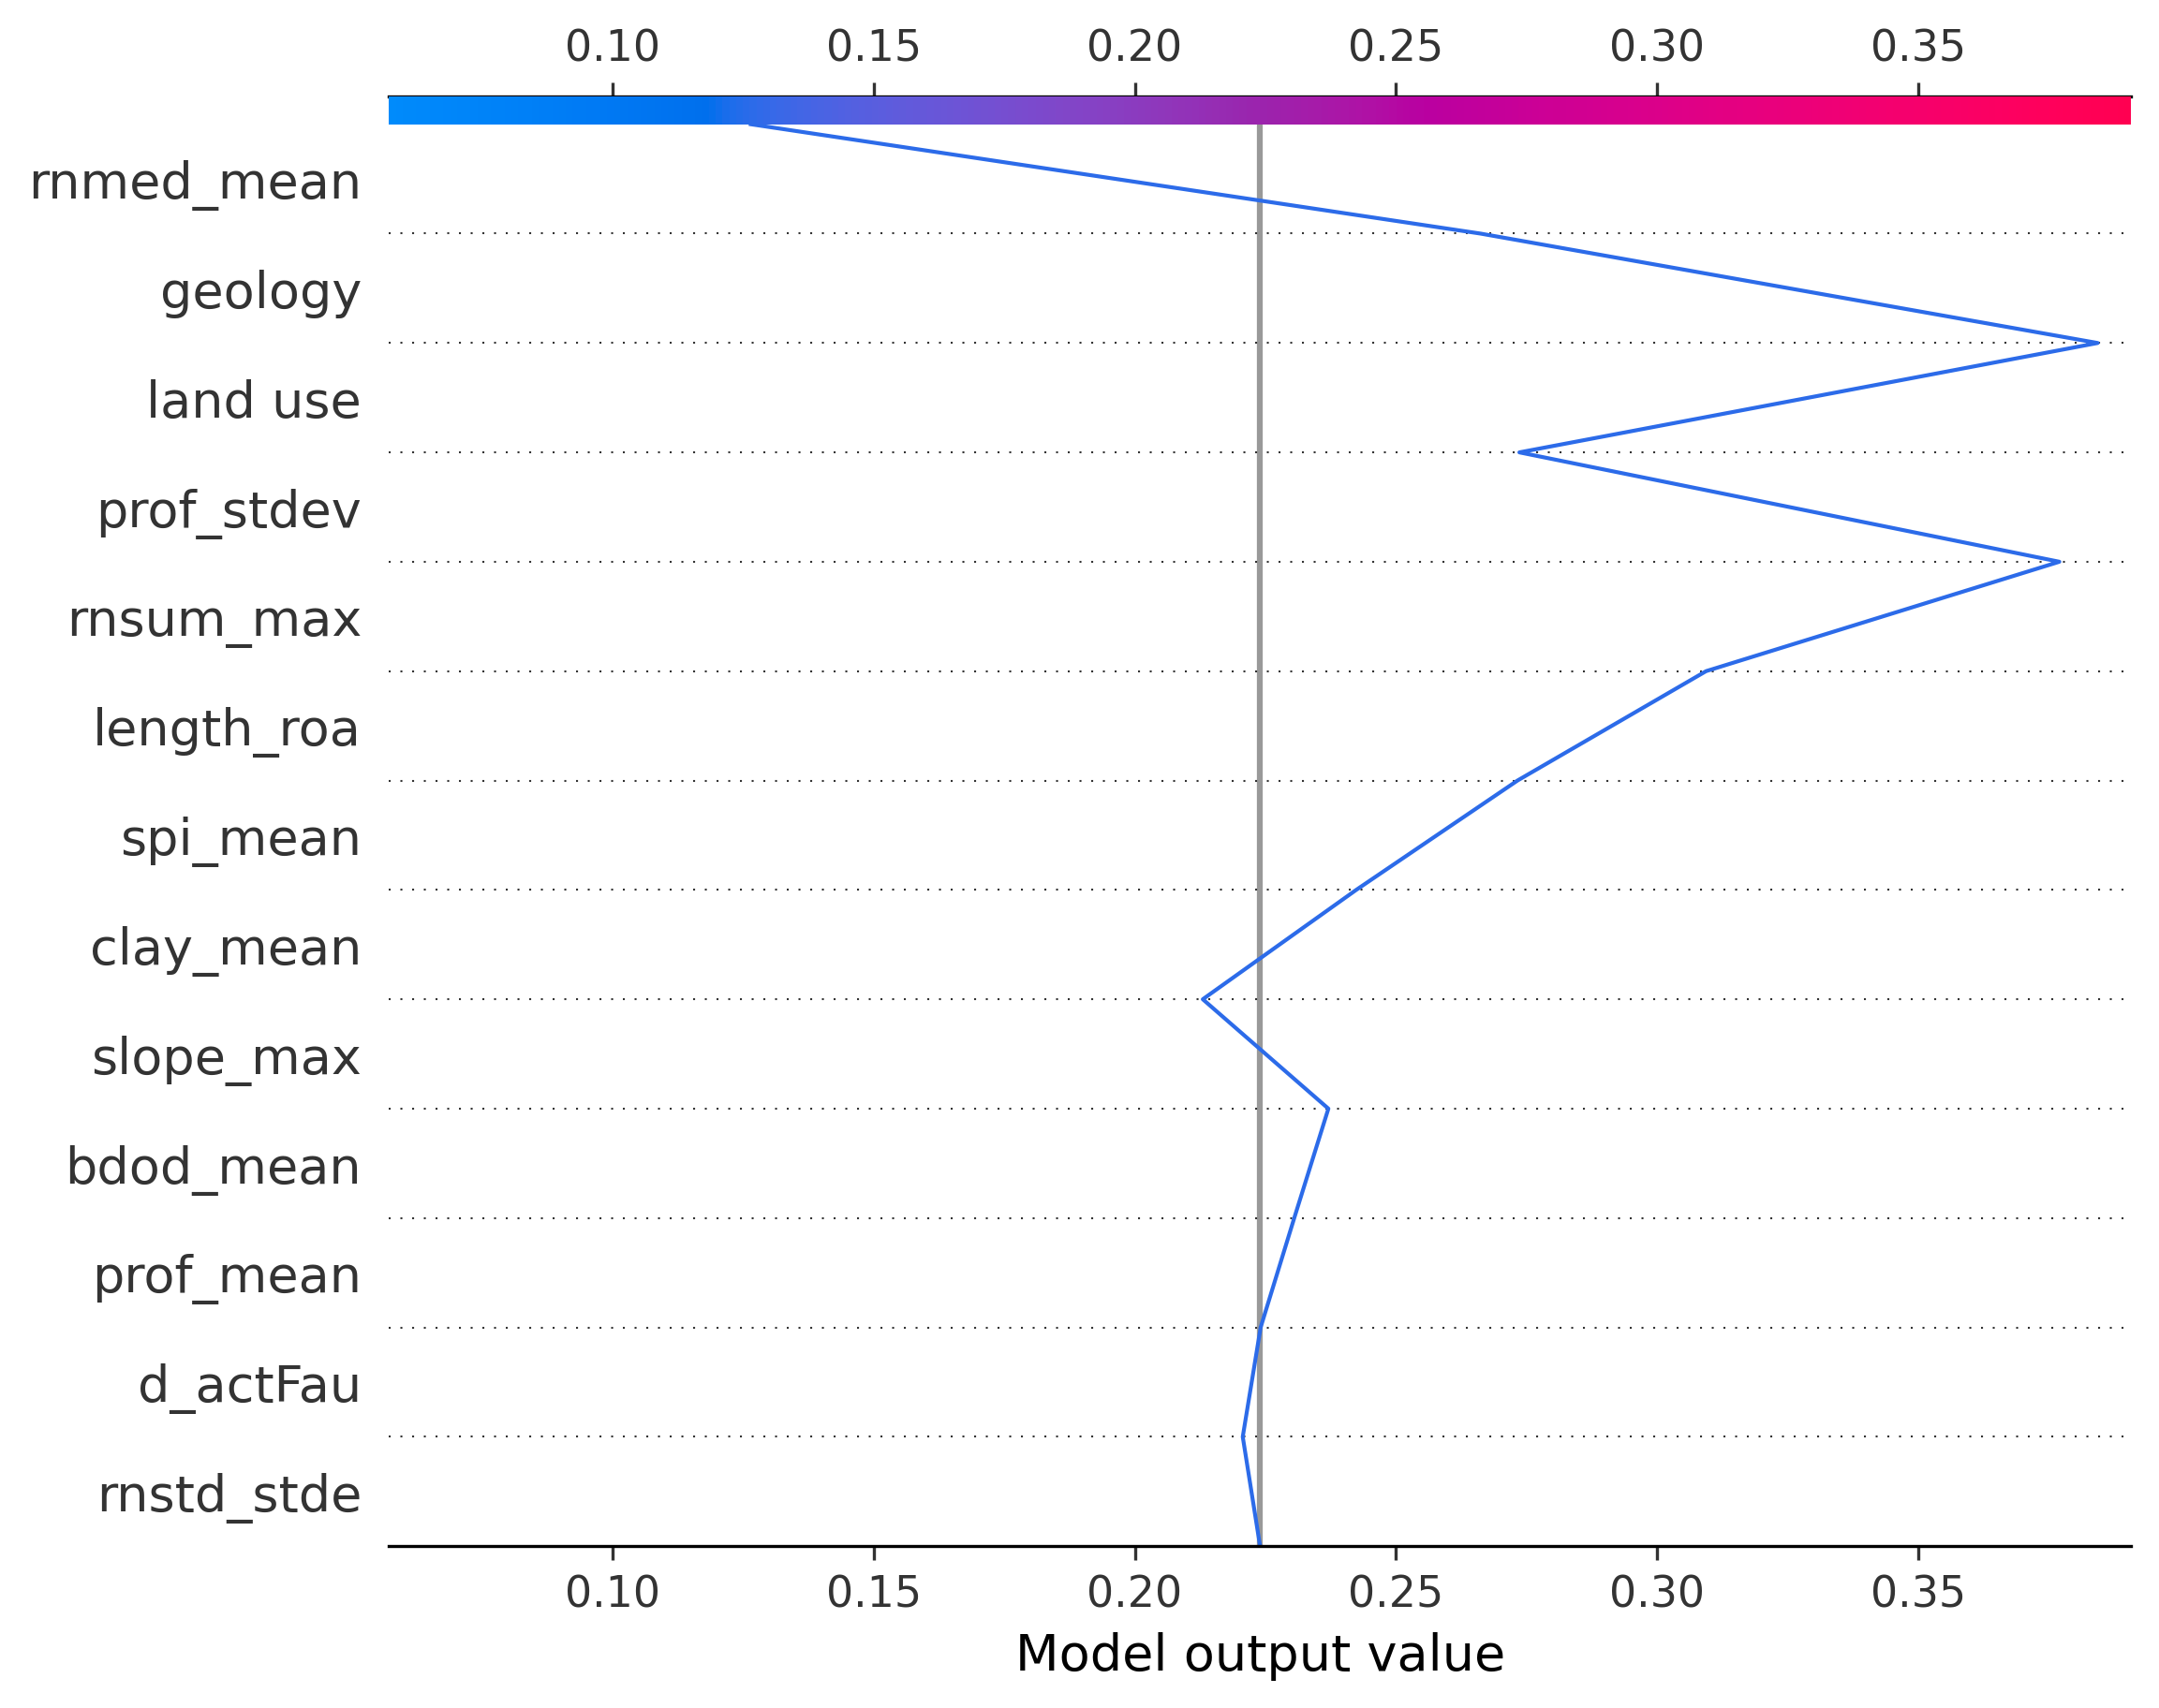 0.10 0.15 0.20 0.25 0.30 0.35
rnmed_mean
geology
land use
prof_stdev
rnsum_max
length_roa
spi_mean
clay_mean
slope_max
bdod_mean
prof_mean
d_actFau
rnstd_stde
0.10 0.15 0.20 0.25 0.30 0.35
Model output value